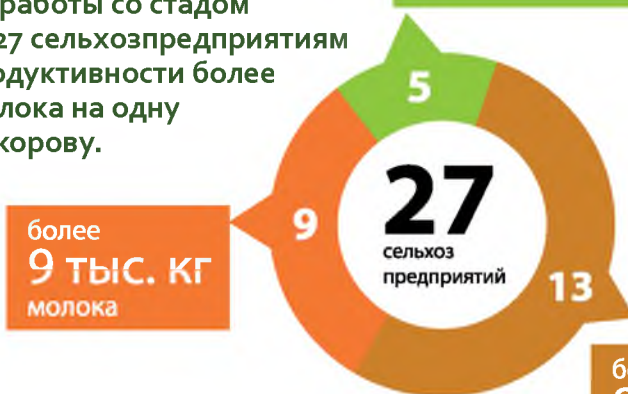 работы со стадом
27 сельхозпредприятиям
более
лока на одну
корову.
5
9
27
сельхоз
предприятий
13
более
9 тыс. кг
молока